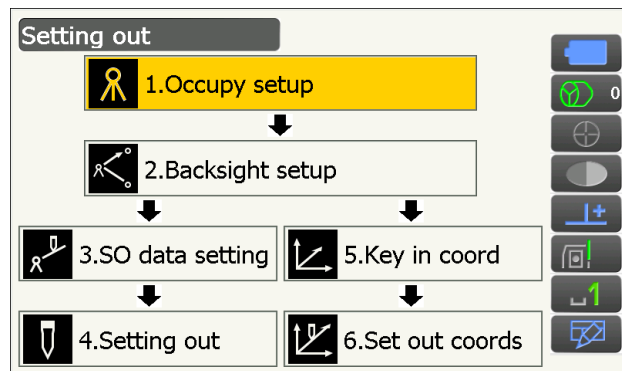 Setting out
0
1.Occupy setup
2.Backsight setup
3.SO data setting
5.Key in coord
1
4.Setting out
6.Set out coords